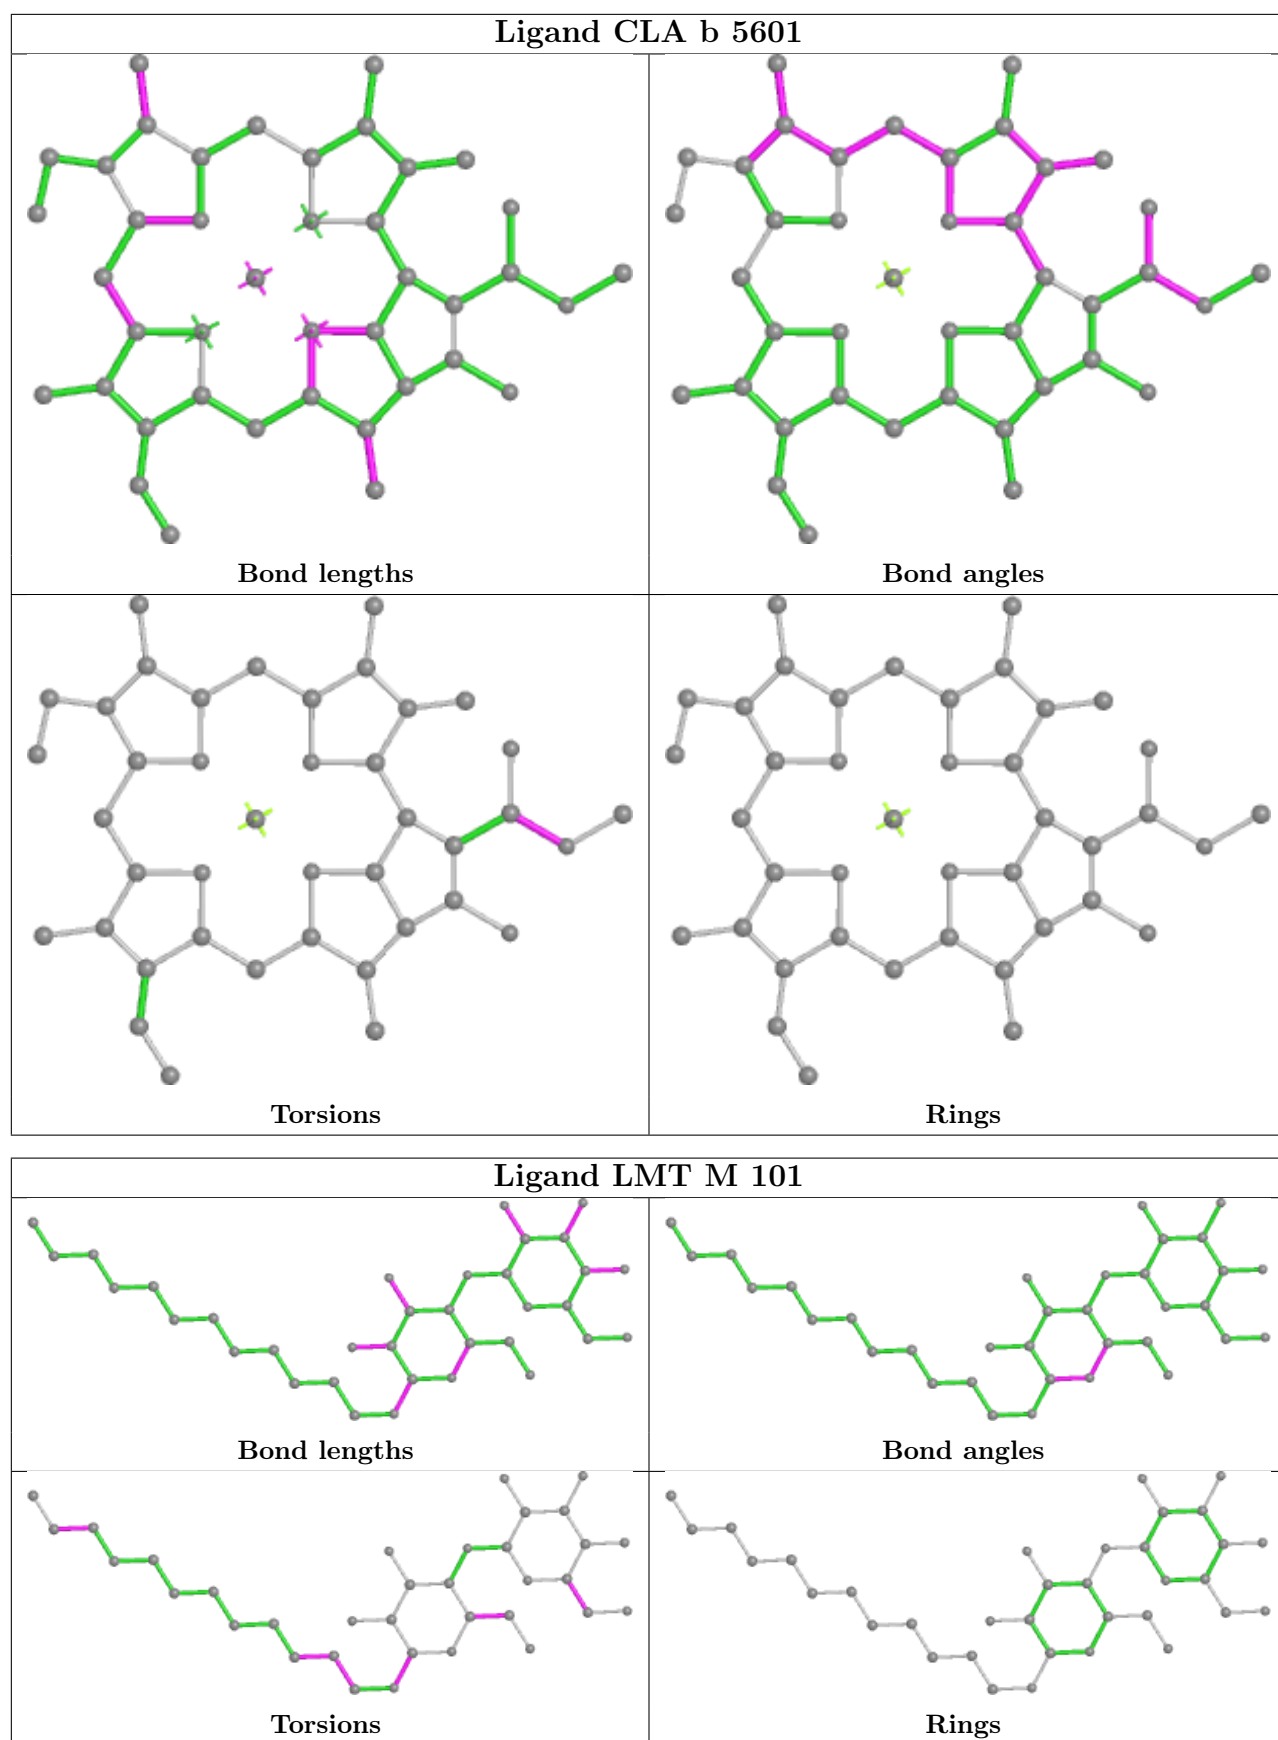 Ligand CLA b 5601
Bond lengths
Bond angles
Torsions
Rings
Ligand LMT M 101
Bond lengths
Bond angles
Torsions
Rings